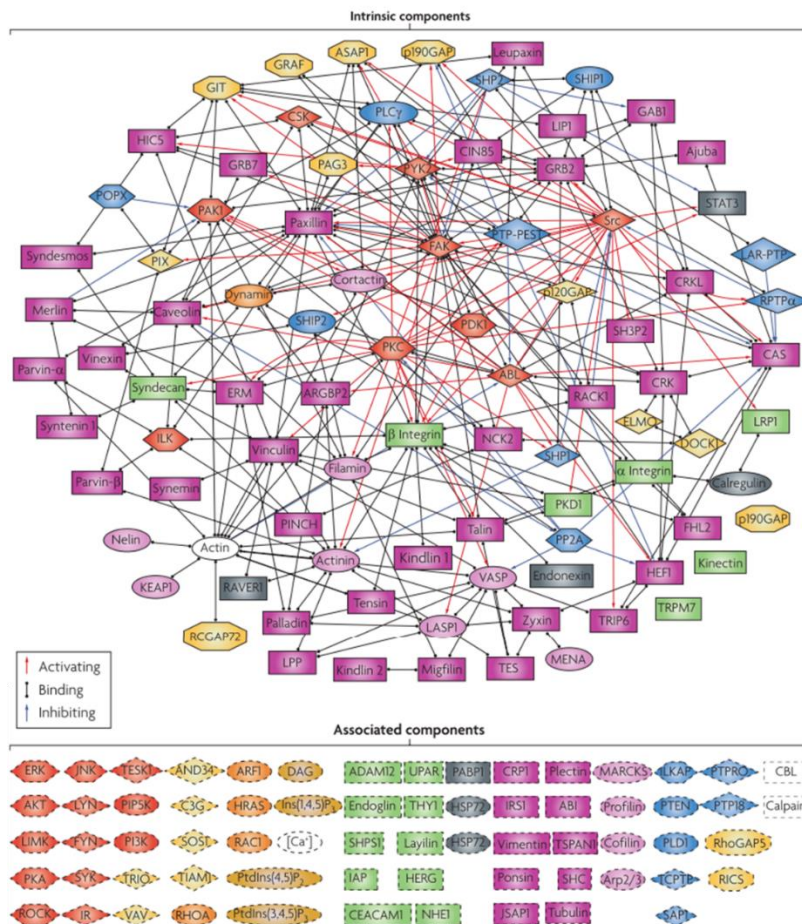 Intrinsic components
ASAP1 p190GAP
GRAF Leupaxin
SHP2 SHIP1
GIT
PLCγ
CSK GAB1
LIP1
HIC5 CIN85 Ajuba
GRB7 PAG3 PYK2 GRB2
POPX STAT3
PAK1 Paxillin Src
FAK PTP-PEST
Syndesmos PIX LAR-PTP
Cortactin CRKL
Dynamin p120GAP RPTPα
Merlin Caveolin SHIP2 PDK1 SH3P2
Vinexin PKC CAS
Parvin-α ABL CRK
Syndecan ERM ARGBP2 RACK1
Syntenin 1 ELMO LRP1
β Integrin NCK2 DOCK1
ILK Vinculin SHP1
Filamin α Integrin
Parvin-β Synemin Calregulin
PKD1 p190GAP
PINCH Talin FHL2
Nelin Actin PP2A
Actinin Kindlin 1 Kinectin
KEAP1 RAVER1 VASP Endonexin HEF1
Tensin TRPM7
Palladin LASP1 Zyxin TRIP6
RCGAP72
LPP Kindlin 2 Migfilin TES MENA
Activating
Binding
Inhibiting
Associated components
ERK JNK TESK1 AND34 ARF1 DAG ADAM12 UPAR PABP1 CRP1 Plectin MARCKS ILKAP PTPRO CBL
AKT LYN PIP5K C3G HRAS Ins[1,4,5]P3 Endoglin THY1 HSP72 IRS1 ABI Profilin PTEN PTP18 Calpain
LIMK FYN PI3K SOS1 RAC1 [Ca+] SHPS1 Layilin HSP72 Vimentin TSPAN1 Cofilin PLD1 RhoGAP5
PKA SYK TRIO TIAM1 PtdIns(4,5)P2 IAP HERG Ponsin SHC Arp2/3 TCPTP RICS
ROCK IR VAV RHOA PtdIns(3,4,5)P3 CEACAM1 NHE1 JSAP1 Tubulin SAP1